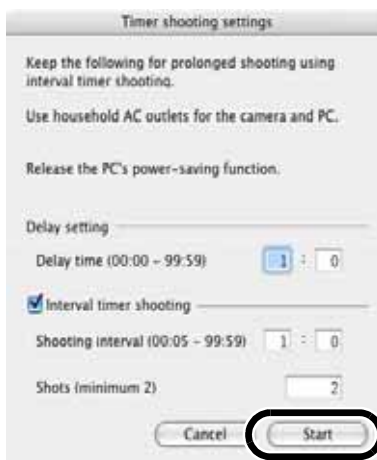 Timer shooting settings
Keep the following for prolonged shooting using
interval timer shooting.
Use household AC outlets for the camera and PC.
Release the PC's power-saving function.
Delay setting
Delay time (00:00 - 99:59) 1 : 0
Interval timer shooting
Shooting interval (00:05 - 99:59) 1 : 0
Shots (minimum 2) 2
Cancel Start